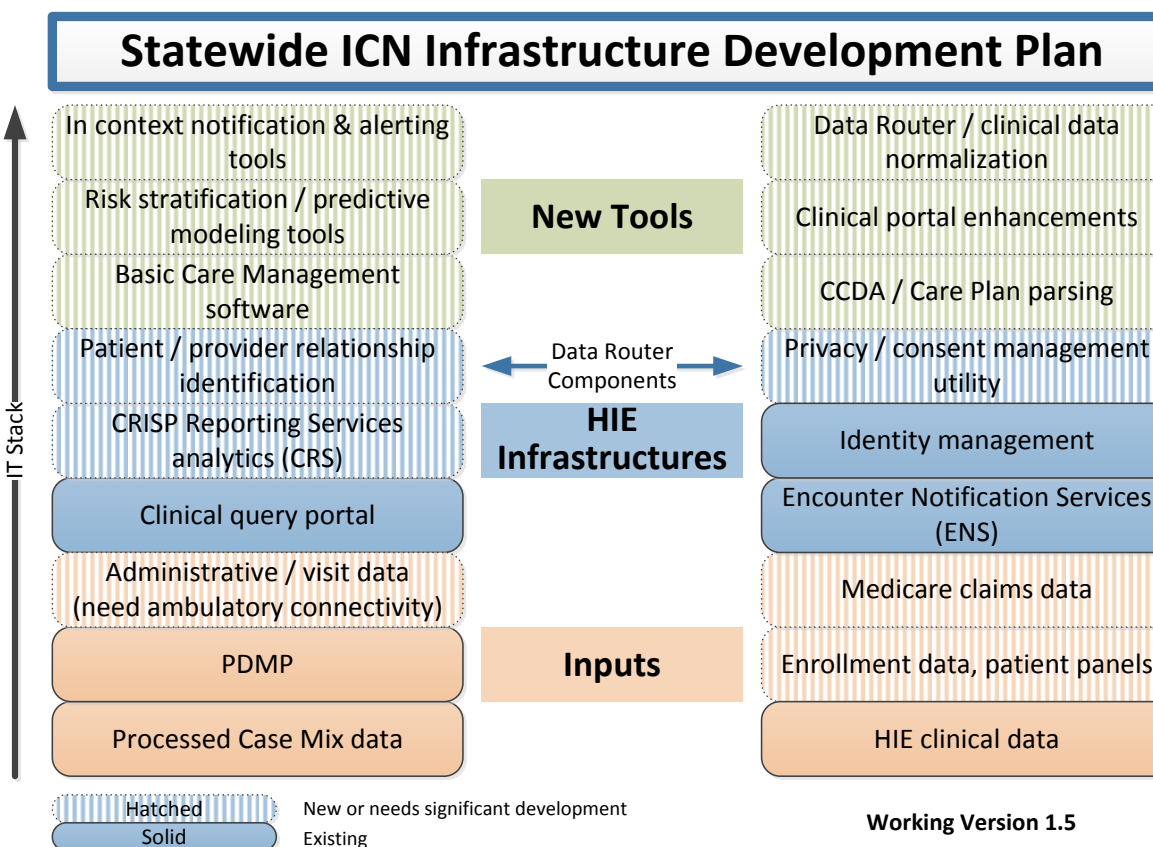 Statewide ICN Infrastructure Development Plan
IT Stack
In context notification & alerting
tools
Risk stratification / predictive
modeling tools
Basic Care Management
software
Patient / provider relationship
identification
CRISP Reporting Services
analytics (CRS)
Clinical query portal
Administrative / visit data
(need ambulatory connectivity)
PDMP
Processed Case Mix data
New Tools
Data Router
Components
HIE
Infrastructures
Inputs
Data Router / clinical data
normalization
Clinical portal enhancements
CCDA / Care Plan parsing
Privacy / consent management
utility
Identity management
Encounter Notification Services
(ENS)
Medicare claims data
Enrollment data, patient panels
HIE clinical data
Hatched
New or needs significant development
Solid
Existing
Working Version 1.5